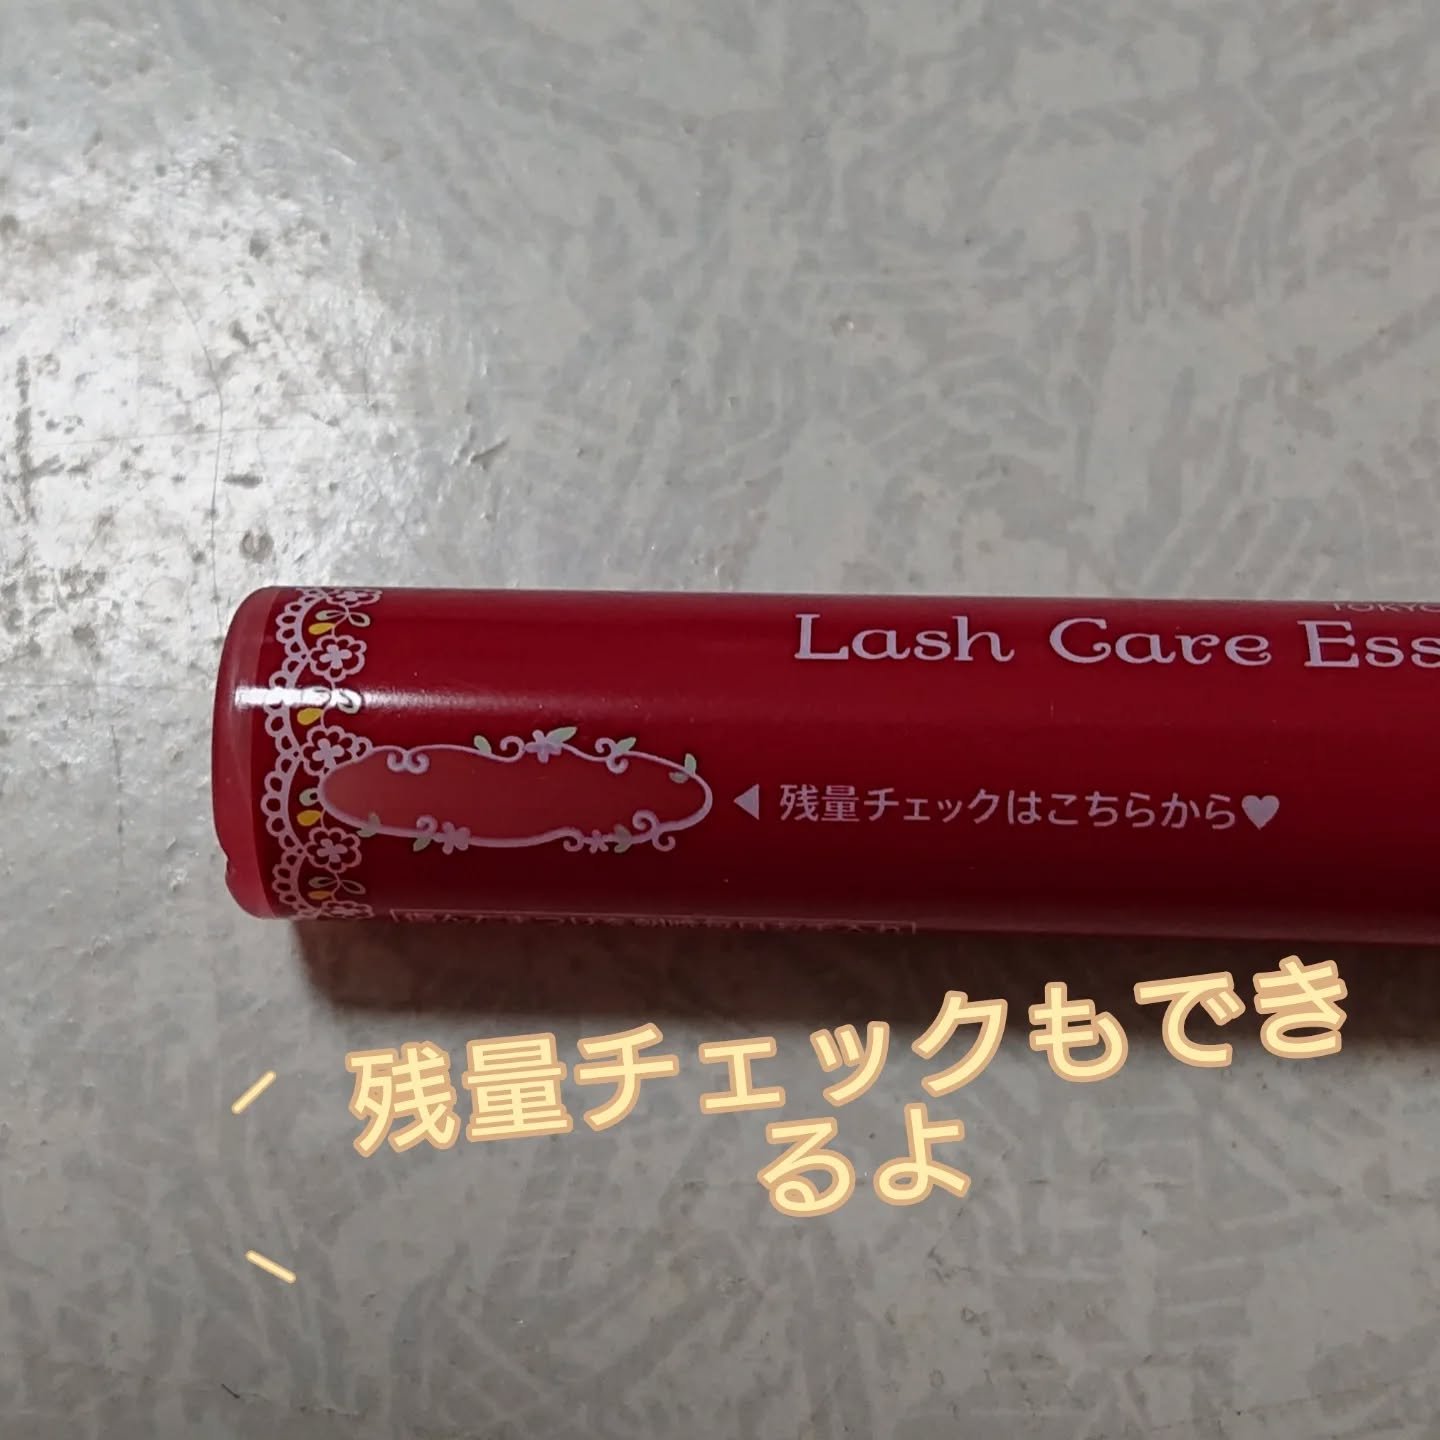 TOKYO
Lash Care Ess
◀ 残量チェックはこちらから♥
残量チェックもでき
るよ